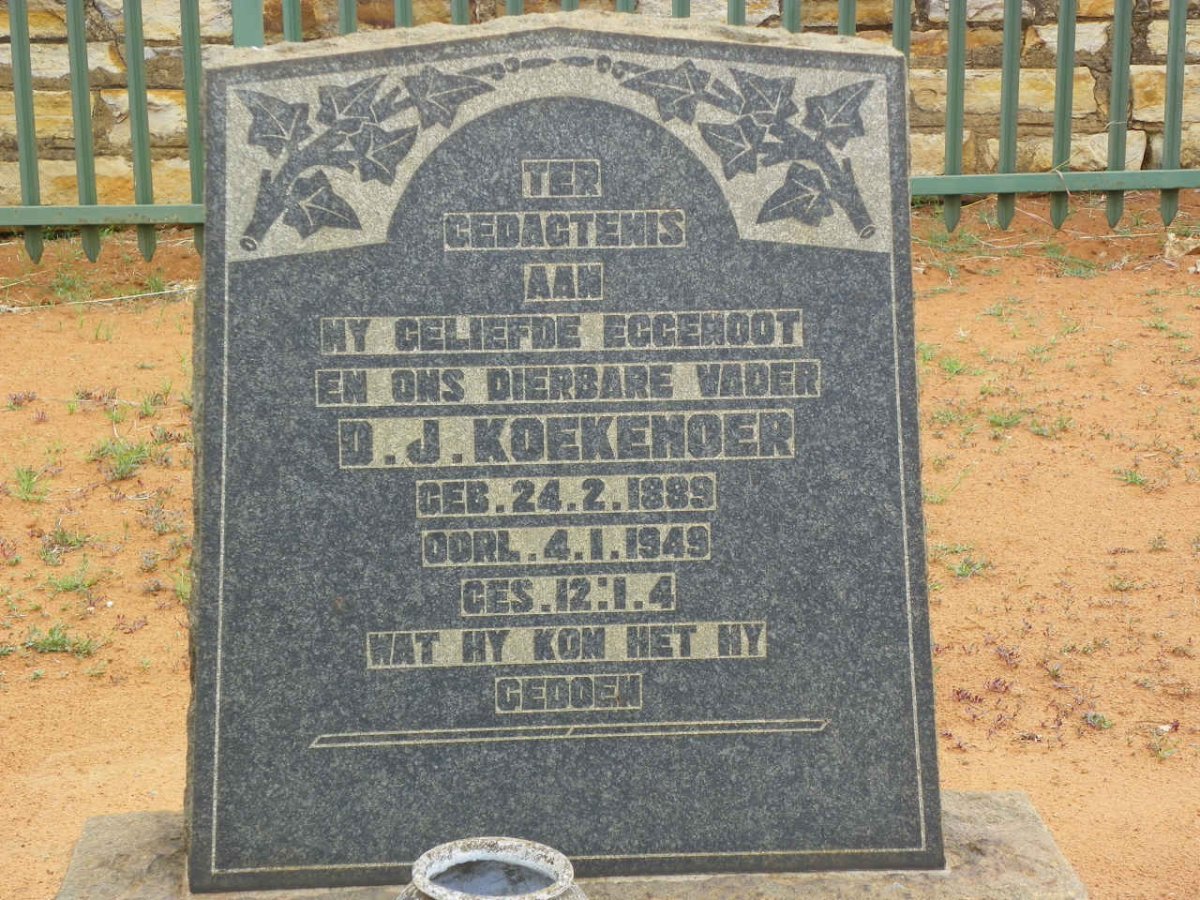 TER
GEDAGTENIS
AAN
MY GELIEFDE EGGENOOT
EN ONS DIERBARE VADER
D.J. KOEKEMOER
GEB. 24.2.1889
OORL. 4.1.1949
GES. 12:1.4
WAT HY KON HET HY
GEDOEN